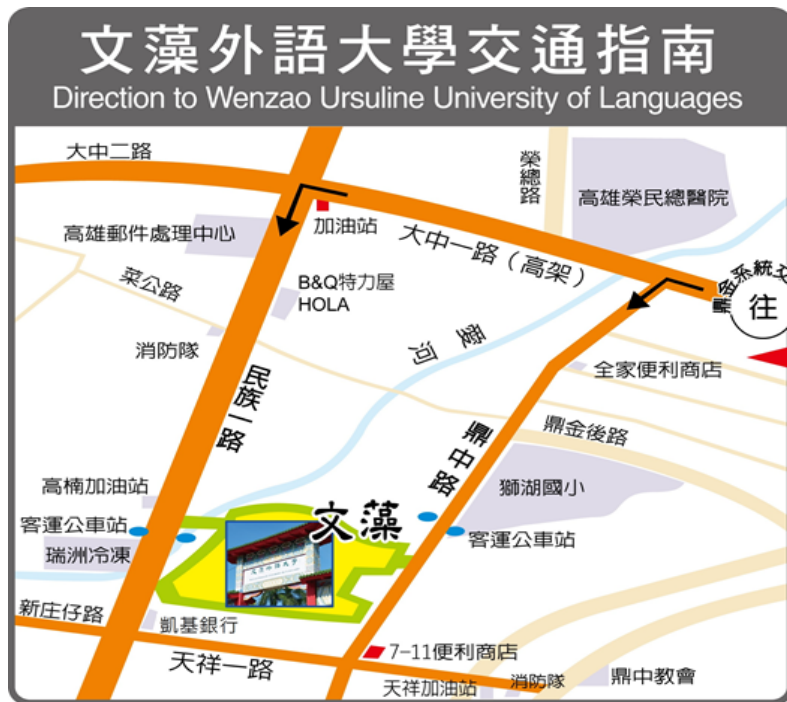 文藻外語大學交通指南
Direction to Wenzao Ursuline University of Languages
大中二路
榮總路
高雄榮民總醫院
高雄郵件處理中心
加油站
大中一路（高架）
鼎金系統交
往
菜公路
B&Q特力屋
HOLA
愛河
消防隊
全家便利商店
民族一路
鼎中路
鼎金後路
高楠加油站
獅湖國小
文藻
客運公車站
客運公車站
瑞洲冷凍
新庄仔路
凱基銀行
天祥一路
7-11便利商店
天祥加油站
消防隊
鼎中教會